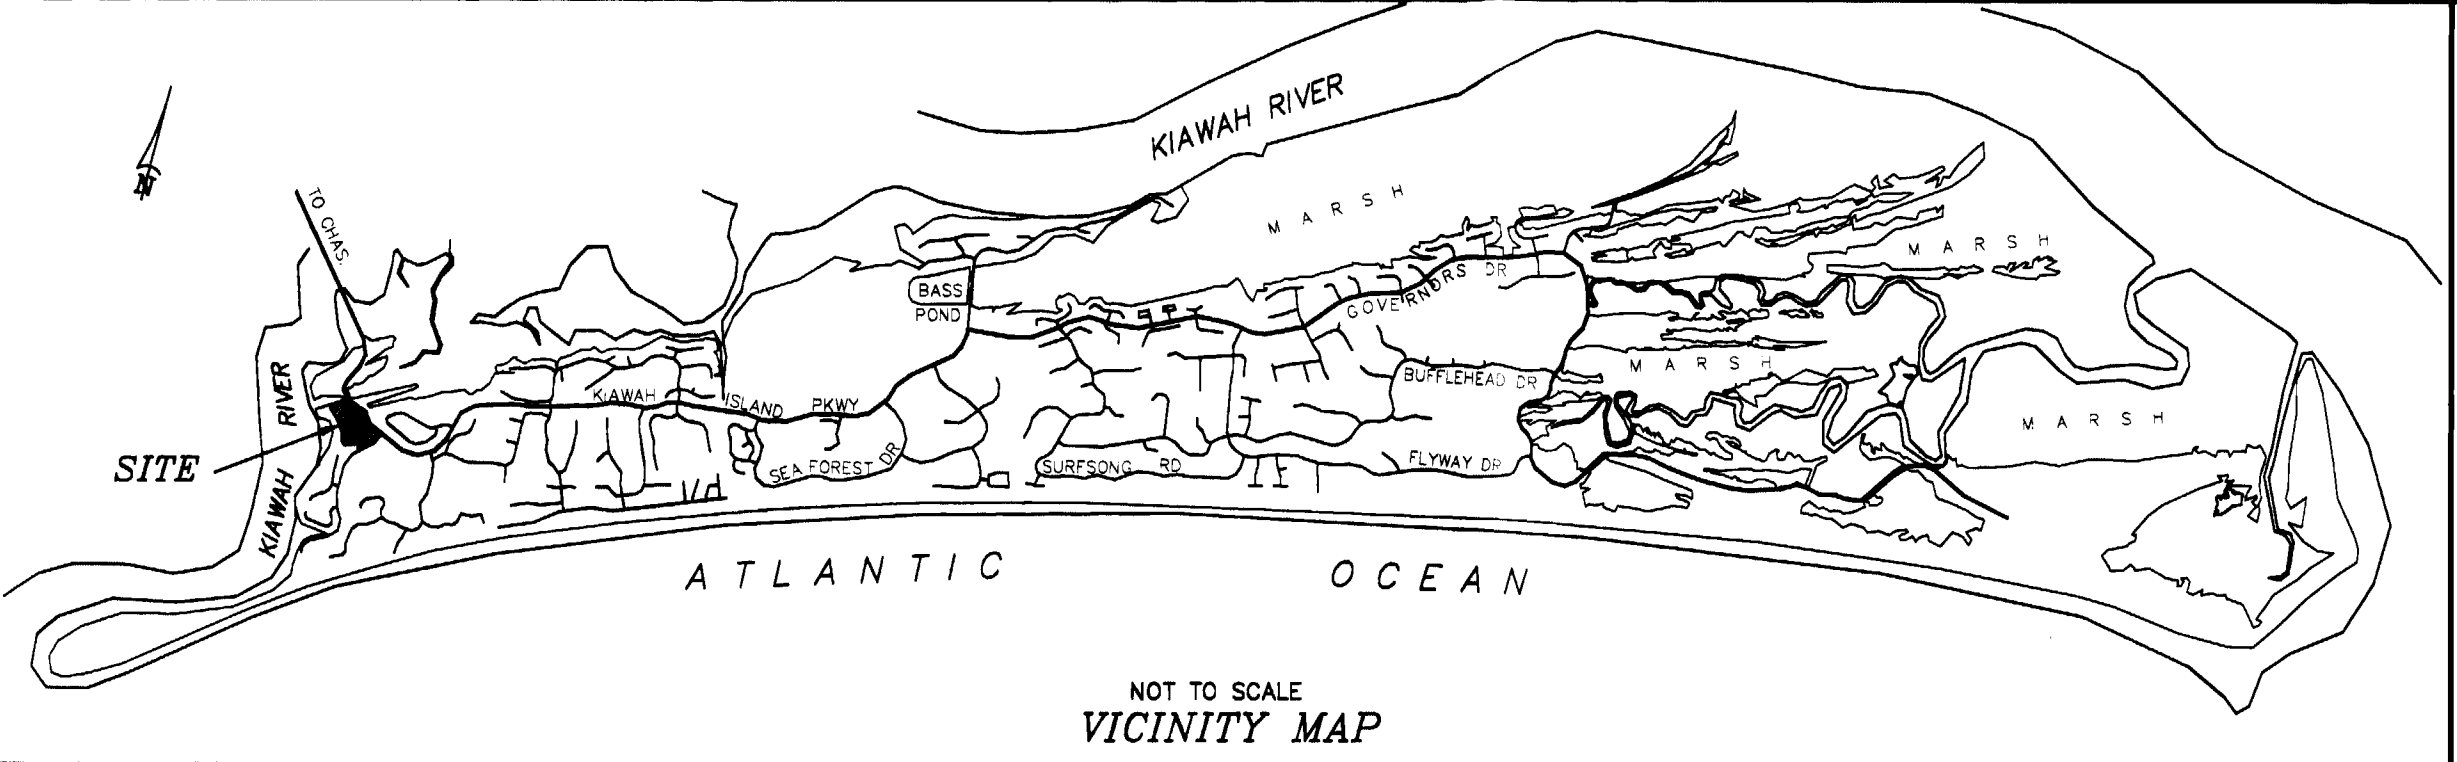 KIAWAH RIVER
N
TO CHAS.
MARSH
MARSH
BASS
POND
GOVERNORS DR
KIAWAH RIVER
KIAWAH ISLAND PKWY
BUFFLEHEAD DR
MARSH
MARSH
SITE
SEA FOREST DR
SURFSONG RD
FLYWAY DR
ATLANTIC OCEAN
NOT TO SCALE
VICINITY MAP